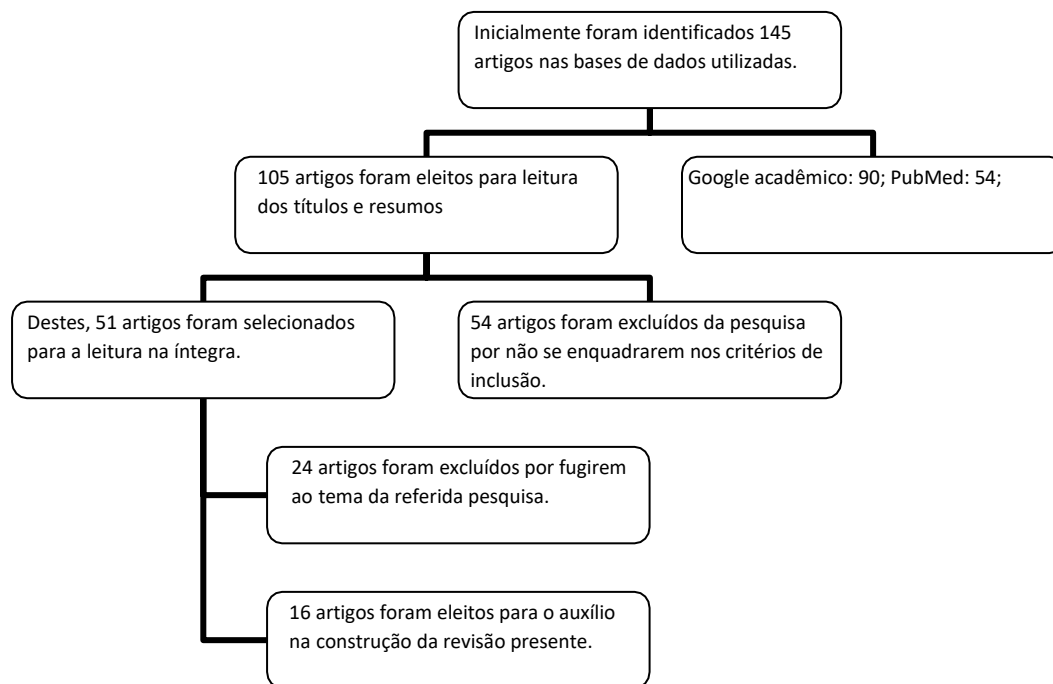 Inicialmente foram identificados 145
artigos nas bases de dados utilizadas.
105 artigos foram eleitos para leitura
dos títulos e resumos
Google acadêmico: 90; PubMed: 54;
Destes, 51 artigos foram selecionados
para a leitura na íntegra.
54 artigos foram excluídos da pesquisa
por não se enquadrarem nos critérios de
inclusão.
24 artigos foram excluídos por fugirem
ao tema da referida pesquisa.
16 artigos foram eleitos para o auxílio
na construção da revisão presente.